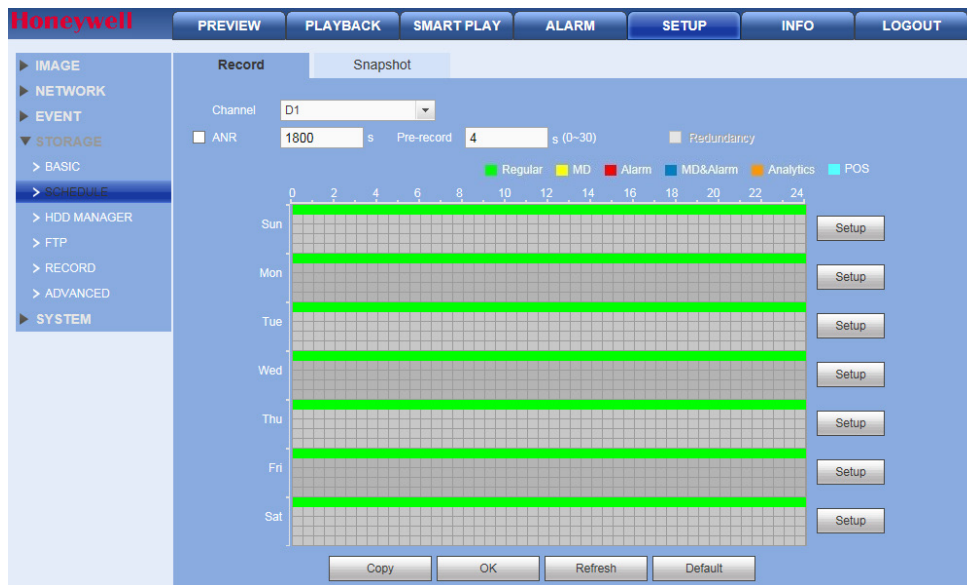 Honeywell
PREVIEW PLAYBACK SMART PLAY ALARM SETUP INFO LOGOUT
IMAGE
NETWORK
EVENT
STORAGE
> BASIC
> SCHEDULE
> HDD MANAGER
> FTP
> RECORD
> ADVANCED
SYSTEM
Record Snapshot
Channel D1
ANR 1800 s Pre-record 4 s (0~30) Redundancy
Regular MD Alarm MD&Alarm Analytics POS
0 2 4 6 8 10 12 14 16 18 20 22 24
Sun Setup
Mon Setup
Tue Setup
Wed Setup
Thu Setup
Fri Setup
Sat Setup
Copy OK Refresh Default